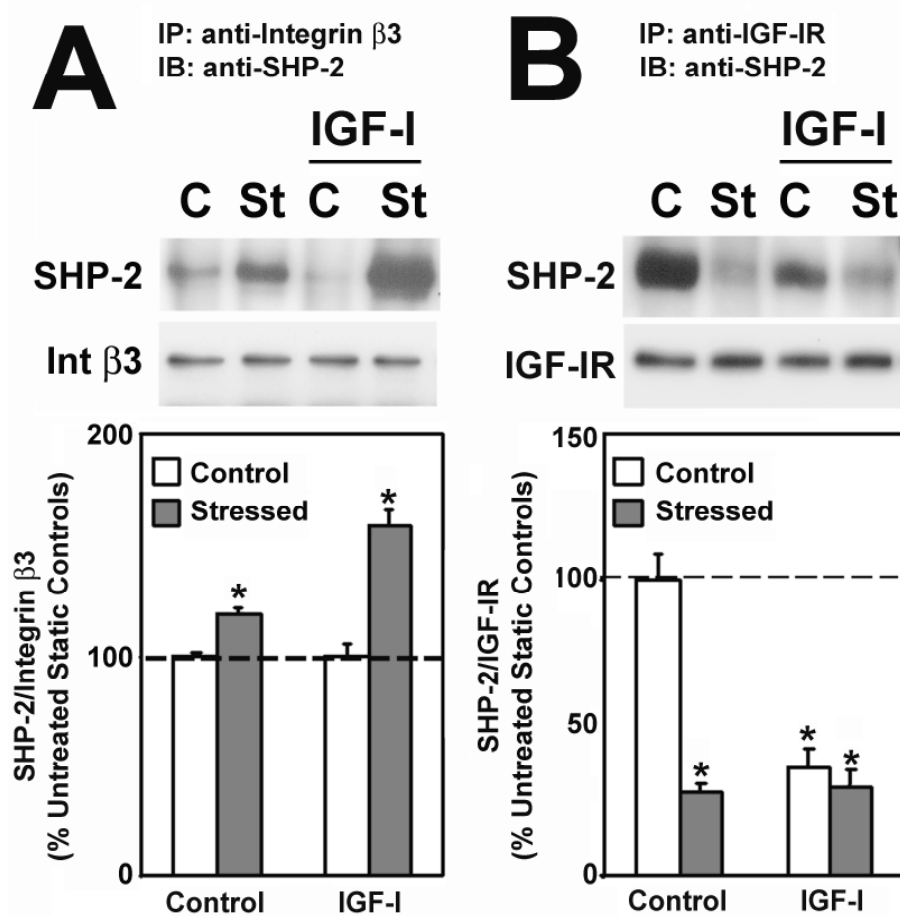 A
IP: anti-Integrin β3
IB: anti-SHP-2
IGF-I
C St C St
SHP-2
Int β3
200
100
0
Control
Stressed
*
*
SHP-2/Integrin β3
(% Untreated Static Controls)
Control IGF-I
B
IP: anti-IGF-IR
IB: anti-SHP-2
IGF-I
C St C St
SHP-2
IGF-IR
150
100
50
0
Control
Stressed
*
*
*
SHP-2/IGF-IR
(% Untreated Static Controls)
Control IGF-I